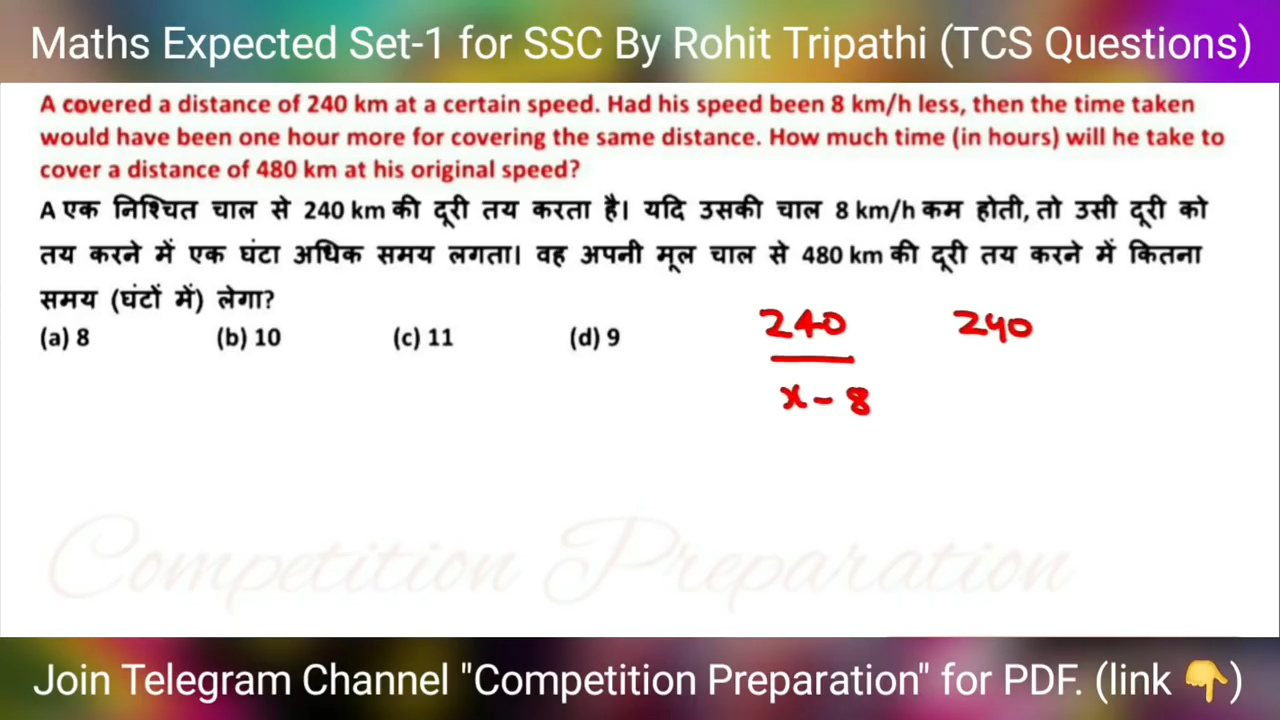 Maths Expected Set-1 for SSC By Rohit Tripathi (TCS Questions)
A covered a distance of 240 km at a certain speed. Had his speed been 8 km/h less, then the time taken
would have been one hour more for covering the same distance. How much time (in hours) will he take to
cover a distance of 480 km at his original speed?
A एक निश्चित चाल से 240 km की दूरी तय करता है। यदि उसकी चाल 8 km/h कम होती, तो उसी दूरी को
तय करने में एक घंटा अधिक समय लगता। वह अपनी मूल चाल से 480 km की दूरी तय करने में कितना
समय (घंटों में) लेगा?
(a) 8 (b) 10 (c) 11 (d) 9
240 240
x - 8
Competition Preparation
Join Telegram Channel "Competition Preparation" for PDF. (link 👇)